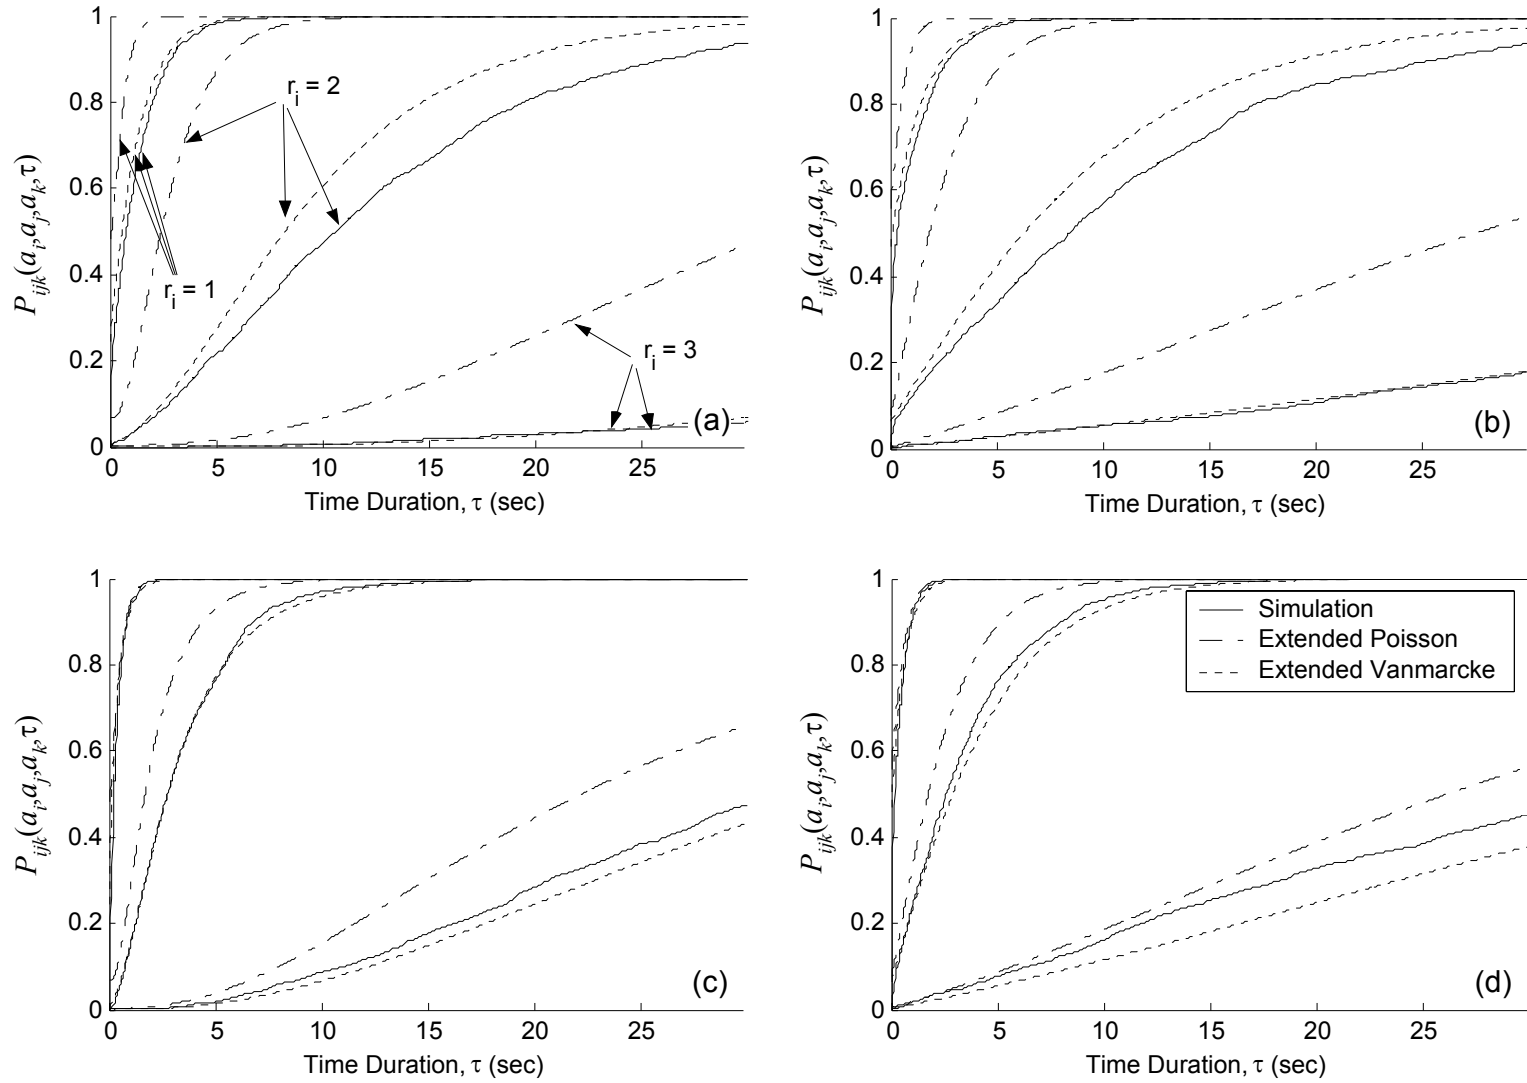 1
0.8
0.6
0.4
0.2
0
P_ijk(a_i,a_j,a_k,τ)
r_i = 2
r_i = 1
r_i = 3
(a)
0 5 10 15 20 25
Time Duration, τ (sec)
1
0.8
0.6
0.4
0.2
0
P_ijk(a_i,a_j,a_k,τ)
(b)
0 5 10 15 20 25
Time Duration, τ (sec)
1
0.8
0.6
0.4
0.2
0
P_ijk(a_i,a_j,a_k,τ)
(c)
0 5 10 15 20 25
Time Duration, τ (sec)
1
0.8
0.6
0.4
0.2
0
P_ijk(a_i,a_j,a_k,τ)
Simulation
Extended Poisson
Extended Vanmarcke
(d)
0 5 10 15 20 25
Time Duration, τ (sec)